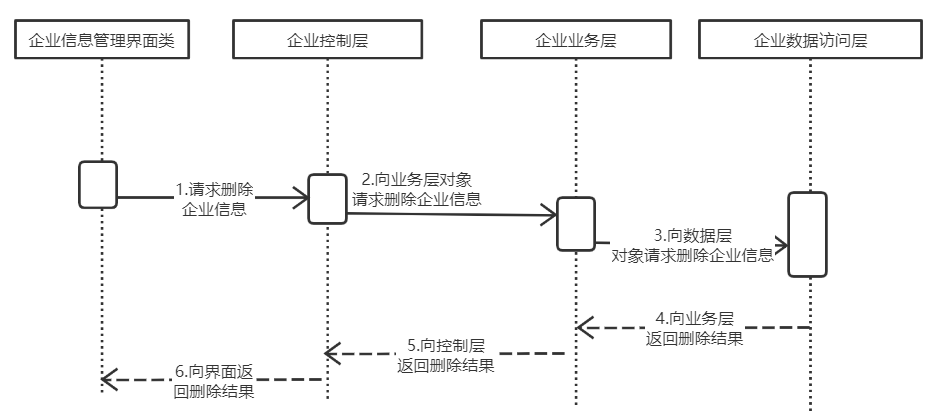 企业信息管理界面类
企业控制层
企业业务层
企业数据访问层
1.请求删除
企业信息
2.向业务层对象
请求删除企业信息
3.向数据层
对象请求删除企业信息
4.向业务层
返回删除结果
5.向控制层
返回删除结果
6.向界面返
回删除结果